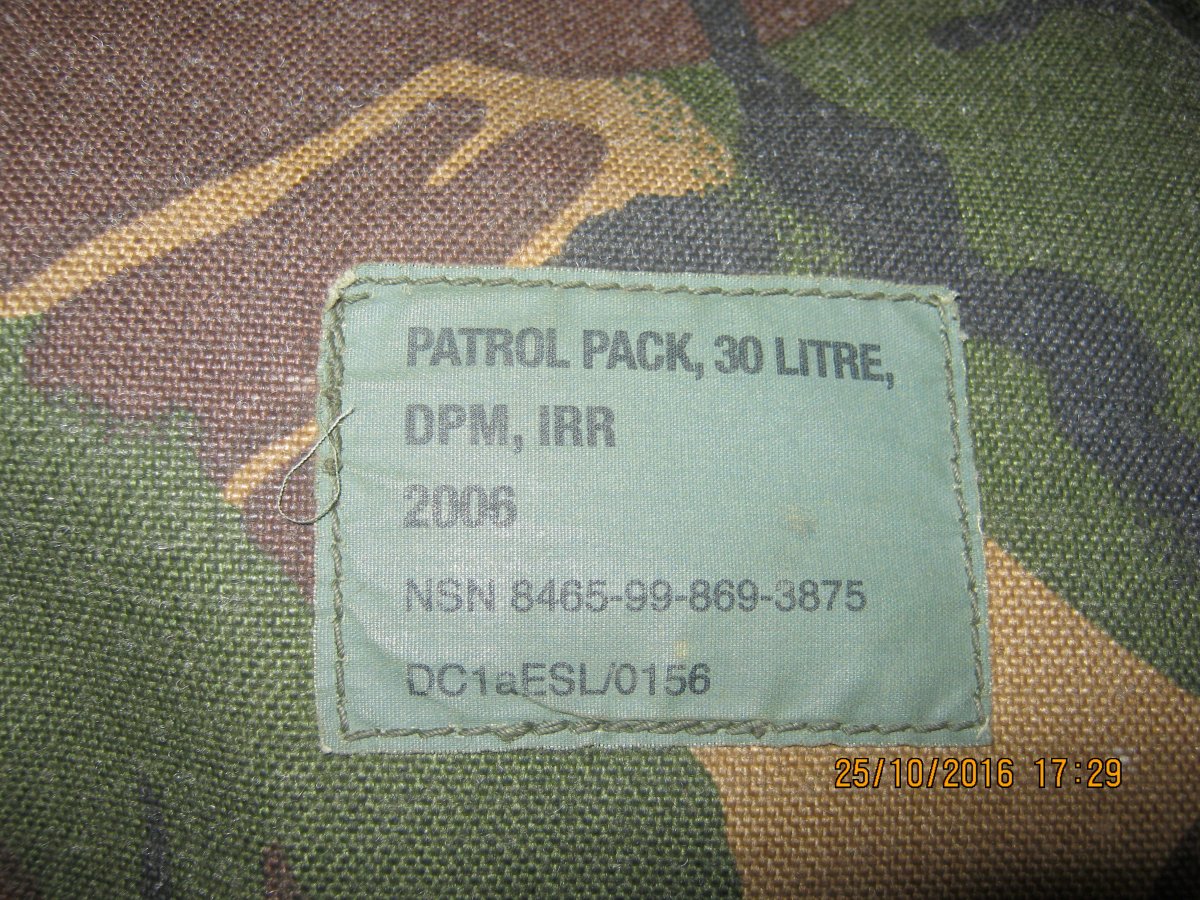 PATROL PACK, 30 LITRE,
DPM, IRR
2006
NSN 8465-99-869-3875
DC1aESL/0156
25/10/2016 17:29